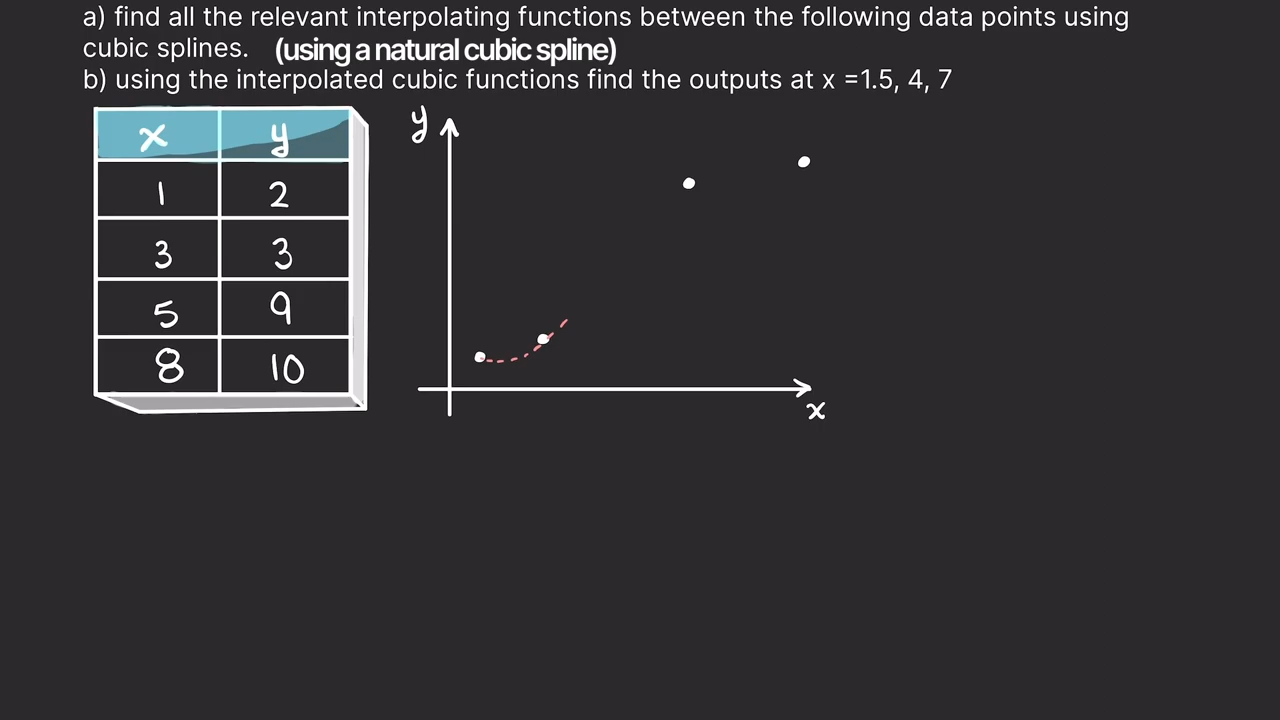 a) find all the relevant interpolating functions between the following data points using
cubic splines. (using a natural cubic spline)
b) using the interpolated cubic functions find the outputs at x =1.5, 4, 7
x y
1 2
3 3
5 9
8 10
y
x